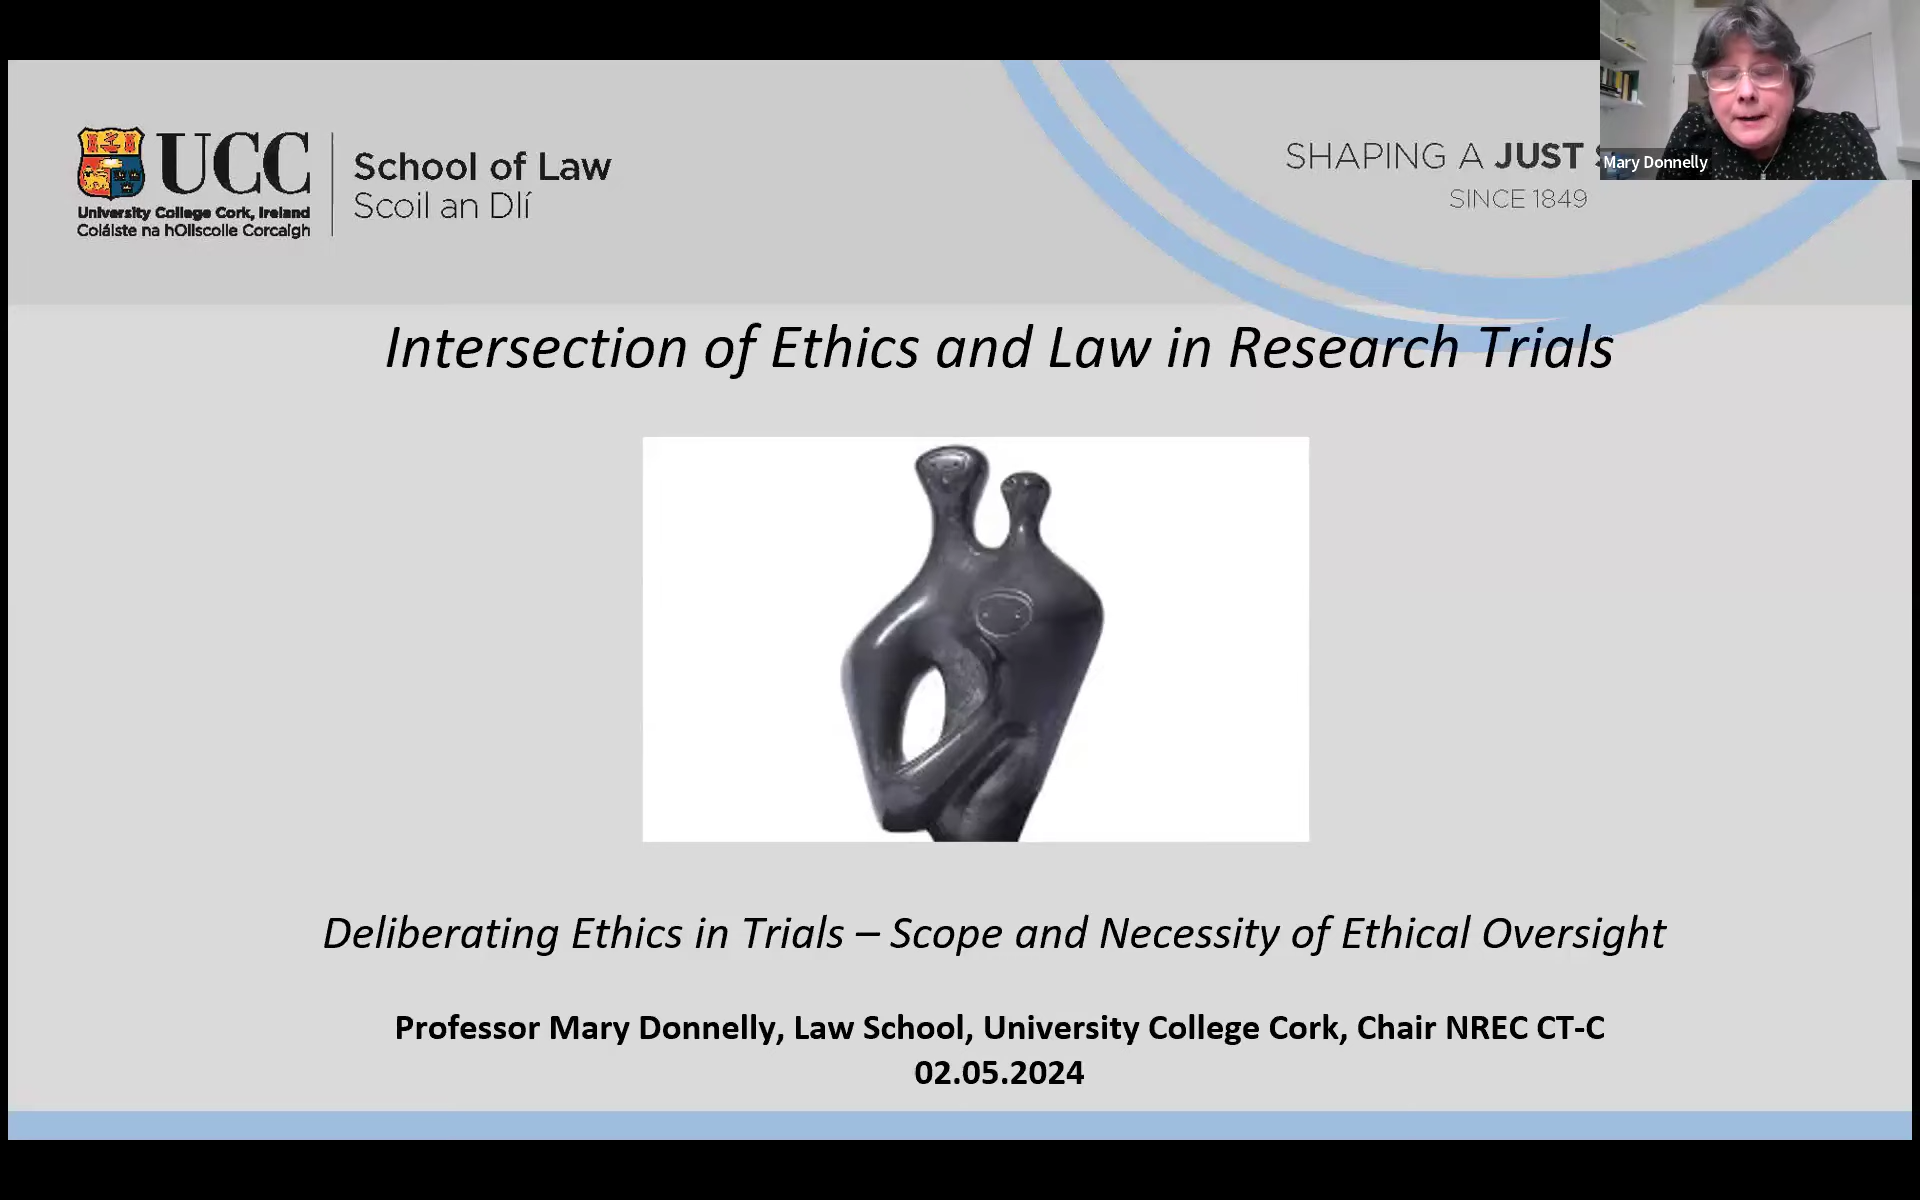 UCC
University College Cork, Ireland
Coláiste na hOllscoile Corcaigh
School of Law
Scoil an Dlí
SHAPING A JUST
SINCE 1849
Mary Donnelly
Intersection of Ethics and Law in Research Trials
Deliberating Ethics in Trials – Scope and Necessity of Ethical Oversight
Professor Mary Donnelly, Law School, University College Cork, Chair NREC CT-C
02.05.2024